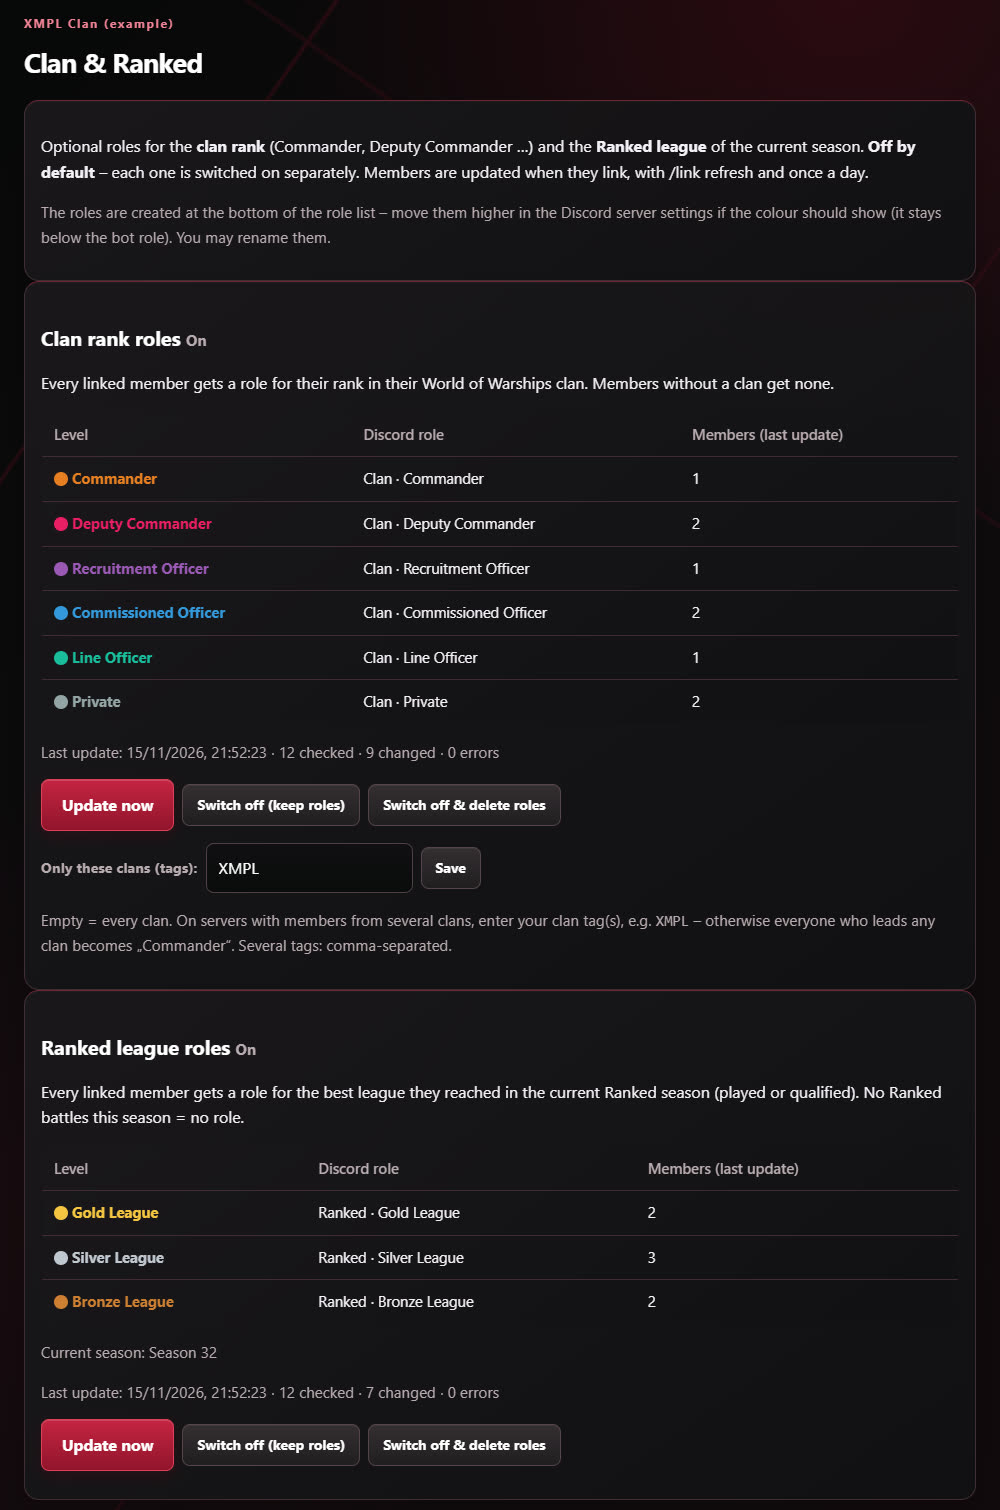 XMPL Clan (example)
Clan & Ranked
Optional roles for the clan rank (Commander, Deputy Commander ...) and the Ranked league of the current season. Off by
default – each one is switched on separately. Members are updated when they link, with /link refresh and once a day.
The roles are created at the bottom of the role list – move them higher in the Discord server settings if the colour should show (it stays
below the bot role). You may rename them.
Clan rank roles On
Every linked member gets a role for their rank in their World of Warships clan. Members without a clan get none.
Level Discord role Members (last update)
Commander Clan · Commander 1
Deputy Commander Clan · Deputy Commander 2
Recruitment Officer Clan · Recruitment Officer 1
Commissioned Officer Clan · Commissioned Officer 2
Line Officer Clan · Line Officer 1
Private Clan · Private 2
Last update: 15/11/2026, 21:52:23 · 12 checked · 9 changed · 0 errors
Update now Switch off (keep roles) Switch off & delete roles
Only these clans (tags): XMPL Save
Empty = every clan. On servers with members from several clans, enter your clan tag(s), e.g. XMPL – otherwise everyone who leads any
clan becomes „Commander“. Several tags: comma-separated.
Ranked league roles On
Every linked member gets a role for the best league they reached in the current Ranked season (played or qualified). No Ranked
battles this season = no role.
Level Discord role Members (last update)
Gold League Ranked · Gold League 2
Silver League Ranked · Silver League 3
Bronze League Ranked · Bronze League 2
Current season: Season 32
Last update: 15/11/2026, 21:52:23 · 12 checked · 7 changed · 0 errors
Update now Switch off (keep roles) Switch off & delete roles